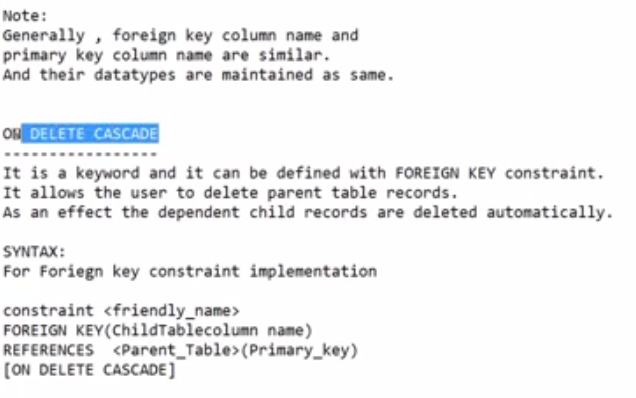 Note:
Generally , foreign key column name and
primary key column name are similar.
And their datatypes are maintained as same.
ON DELETE CASCADE
-----------------
It is a keyword and it can be defined with FOREIGN KEY constraint.
It allows the user to delete parent table records.
As an effect the dependent child records are deleted automatically.
SYNTAX:
For Foriegn key constraint implementation
constraint <friendly_name>
FOREIGN KEY(ChildTablecolumn name)
REFERENCES  <Parent_Table>(Primary_key)
[ON DELETE CASCADE]